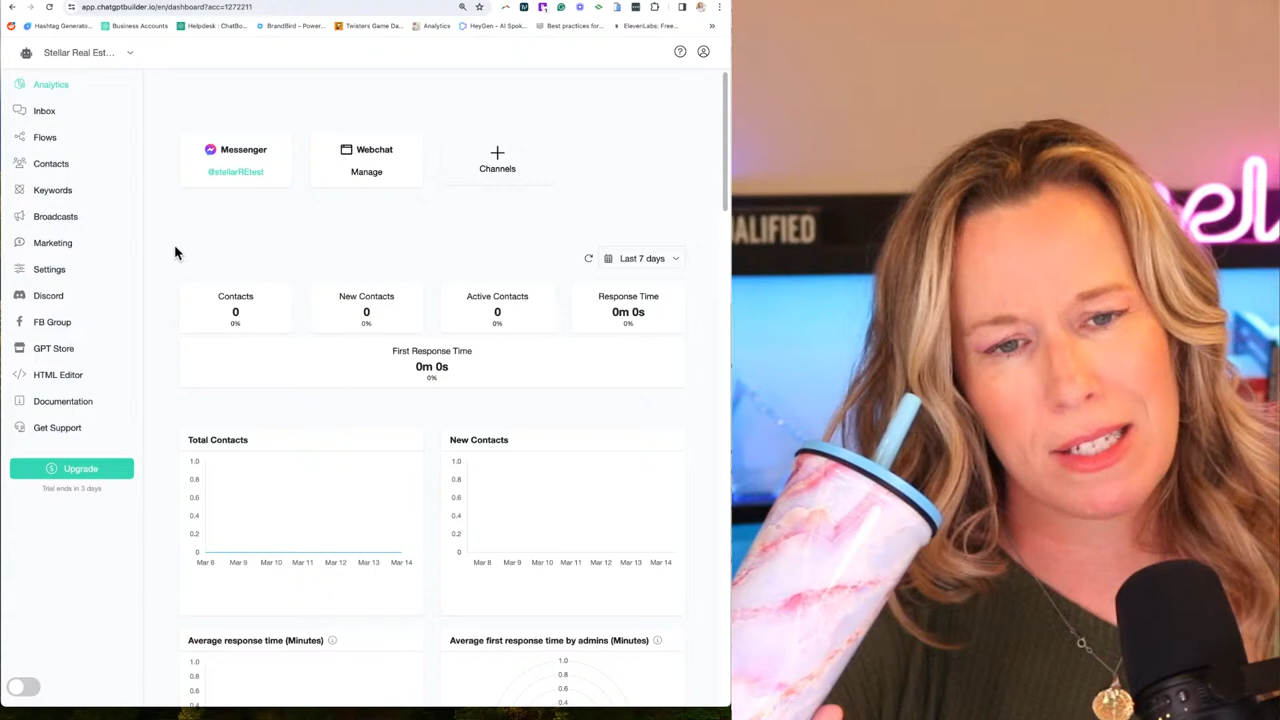 app.chatgptbuilder.io/en/dashboard?acc=1272211
Hashtag Generato...
Business Accounts
Helpdesk : ChatBo...
BrandBird – Power...
Twisters Game Da...
Analytics
HeyGen - AI Spok...
Best practices for...
ElevenLabs: Free...
Stellar Real Est...
Analytics
Inbox
Flows
Contacts
Keywords
Broadcasts
Marketing
Settings
Discord
FB Group
GPT Store
HTML Editor
Documentation
Get Support
Upgrade
Trial ends in 3 days
Messenger
@stellarREtest
Webchat
Manage
Channels
Last 7 days
Contacts
0
0%
New Contacts
0
0%
Active Contacts
0
0%
Response Time
0m 0s
0%
First Response Time
0m 0s
0%
Total Contacts
1.0
0.8
0.6
0.4
0.2
0
Mar 8 Mar 9 Mar 10 Mar 11 Mar 12 Mar 13 Mar 14
New Contacts
1.0
0.8
0.6
0.4
0.2
0
Mar 8 Mar 9 Mar 10 Mar 11 Mar 12 Mar 13 Mar 14
Average response time (Minutes)
1.0
0.8
0.6
Average first response time by admins (Minutes)
1.0
0.8
0.6
0.4
ALIFIED
el